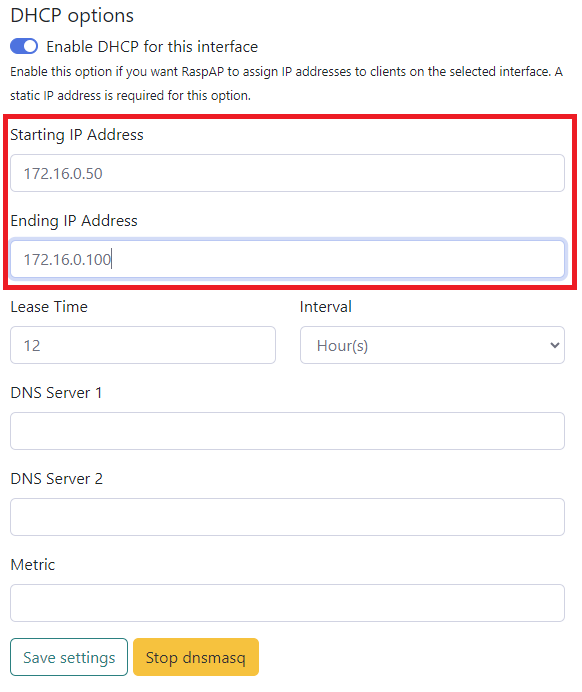 DHCP options
Enable DHCP for this interface
Enable this option if you want RaspAP to assign IP addresses to clients on the selected interface. A
static IP address is required for this option.
Starting IP Address
172.16.0.50
Ending IP Address
172.16.0.100
Lease Time
Interval
12
Hour(s)
DNS Server 1
DNS Server 2
Metric
Save settings
Stop dnsmasq